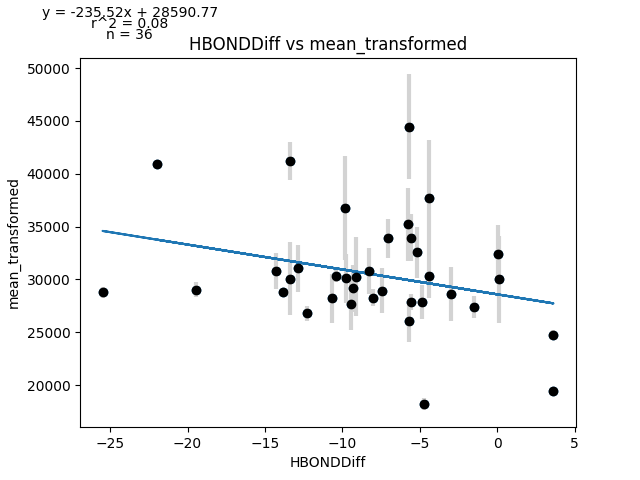 y = -235.52x + 28590.77
r^2 = 0.08
n = 36
HBONDDiff vs mean_transformed
50000
45000
40000
35000
30000
25000
20000
mean_transformed
−25
−20
−15
−10
−5
0
5
HBONDDiff